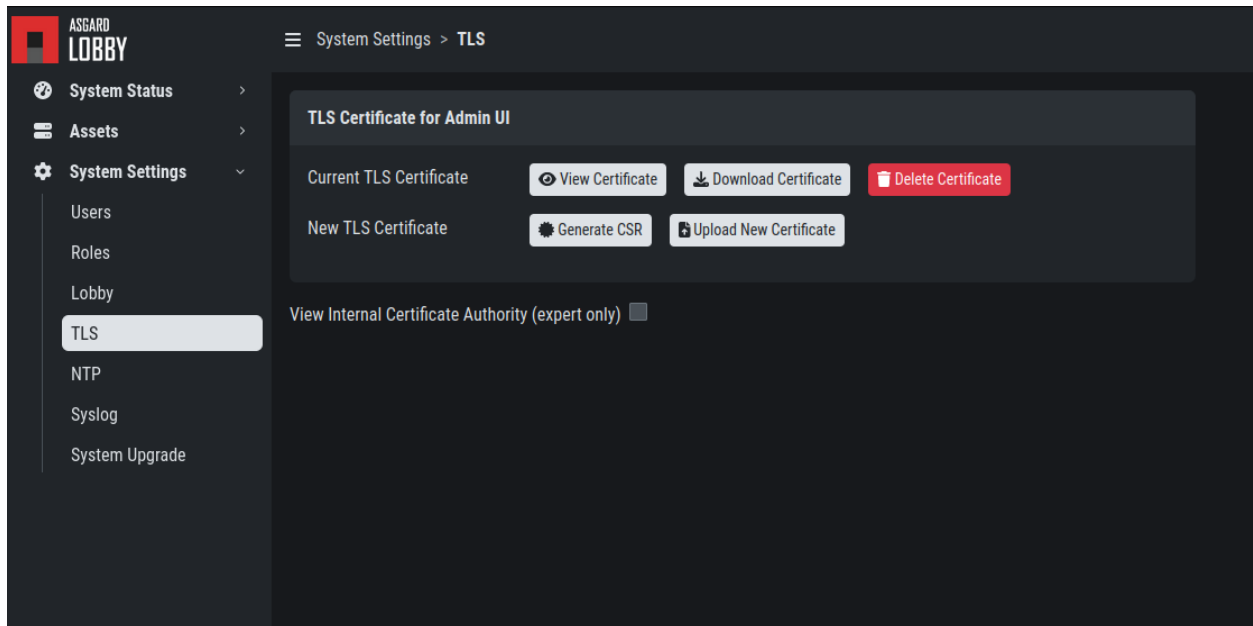 ASGARD
LOBBY
System Settings > TLS
System Status
Assets
System Settings
Users
Roles
Lobby
TLS
NTP
Syslog
System Upgrade
TLS Certificate for Admin UI
Current TLS Certificate View Certificate Download Certificate Delete Certificate
New TLS Certificate Generate CSR Upload New Certificate
View Internal Certificate Authority (expert only)